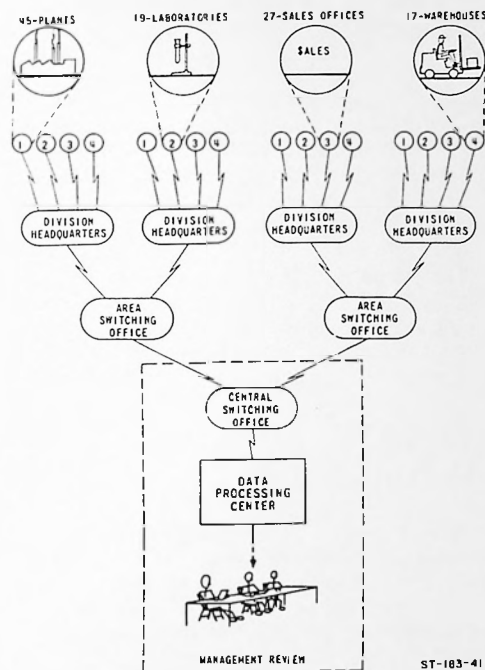 45-PLANTS 19-LABORATORIES 27-SALES OFFICES 17-WAREHOUSES
SALES
1 2 3 4 1 2 3 4 1 2 3 4 1 2 3 4
DIVISION HEADQUARTERS
DIVISION HEADQUARTERS
DIVISION HEADQUARTERS
DIVISION HEADQUARTERS
AREA SWITCHING OFFICE
AREA SWITCHING OFFICE
CENTRAL
SWITCHING
OFFICE
DATA
PROCESSING
CENTER
MANAGEMENT REVIEW
ST-183-41